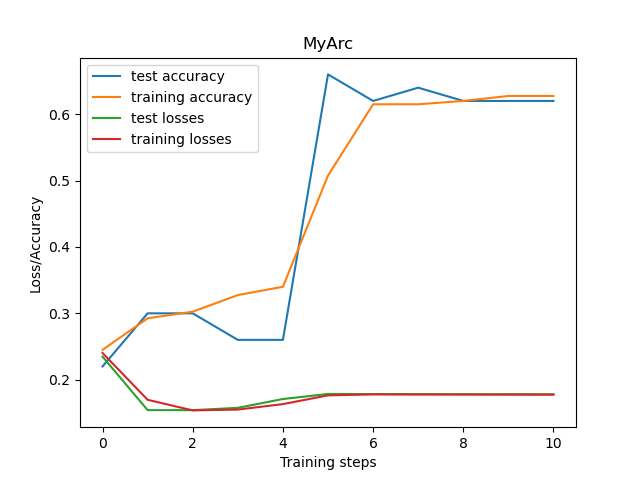 MyArc
test accuracy
training accuracy
test losses
training losses
Loss/Accuracy
0.6
0.5
0.4
0.3
0.2
0 2 4 6 8 10
Training steps